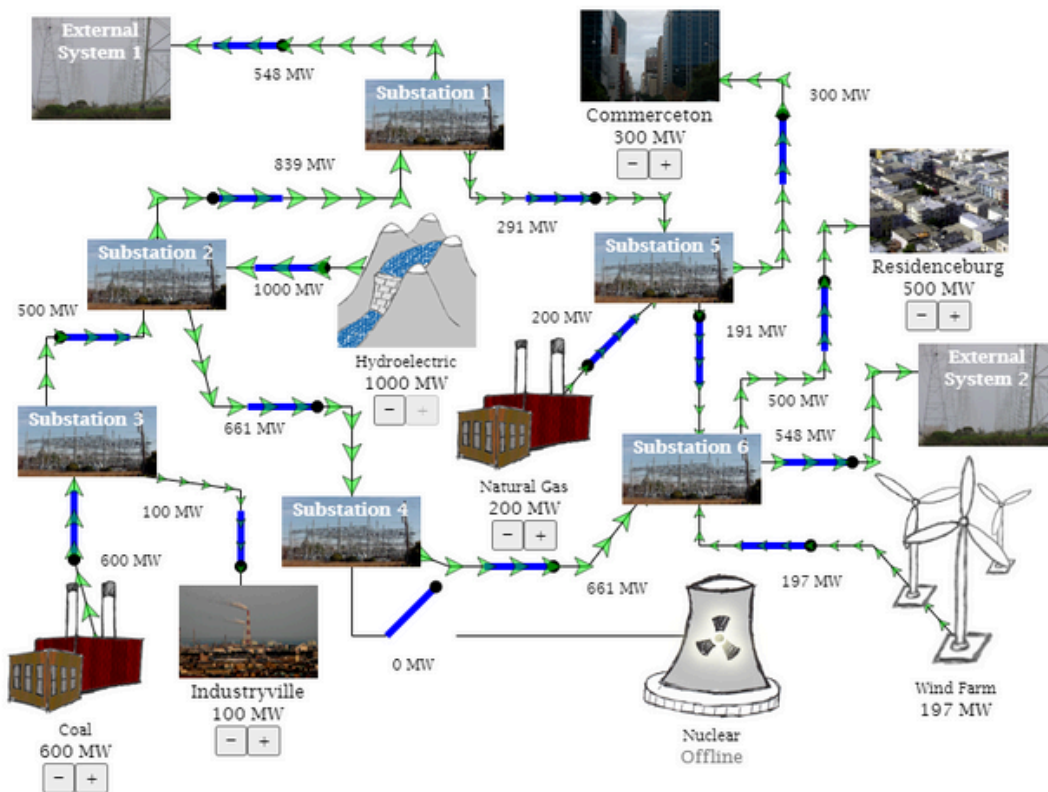 External
System 1
548 MW
Substation 1
Commerceton
300 MW
-
+
300 MW
839 MW
291 MW
Substation 2
1000 MW
Substation 5
Residenceburg
500 MW
-
+
500 MW
Hydroelectric
1000 MW
-
+
200 MW
191 MW
External
System 2
500 MW
548 MW
Substation 3
661 MW
Substation 6
100 MW
Substation 4
Natural Gas
200 MW
-
+
600 MW
661 MW
197 MW
0 MW
Industryville
100 MW
-
+
Coal
600 MW
-
+
Nuclear
Offline
Wind Farm
197 MW